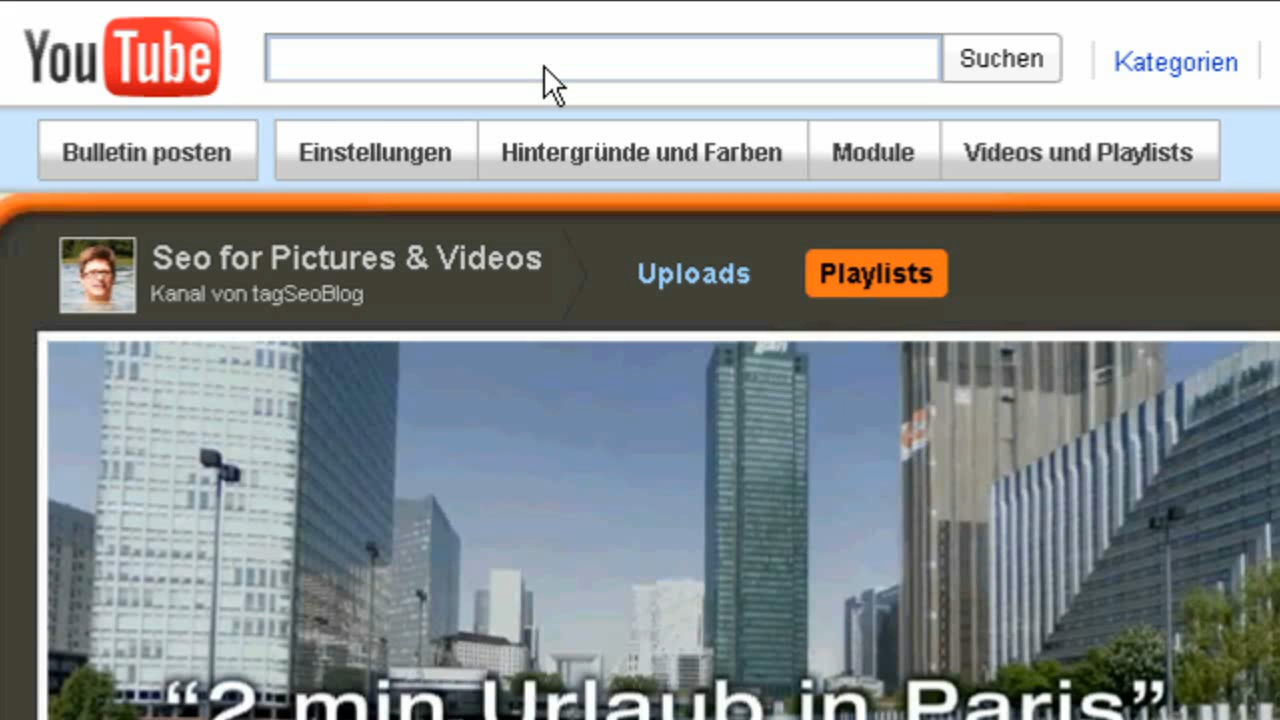 YouTube Suchen Kategorien
Bulletin posten Einstellungen Hintergründe und Farben Module Videos und Playlists
Seo for Pictures & Videos Uploads Playlists
Kanal von tagSeoBlog
“2 min Urlaub in Paris”